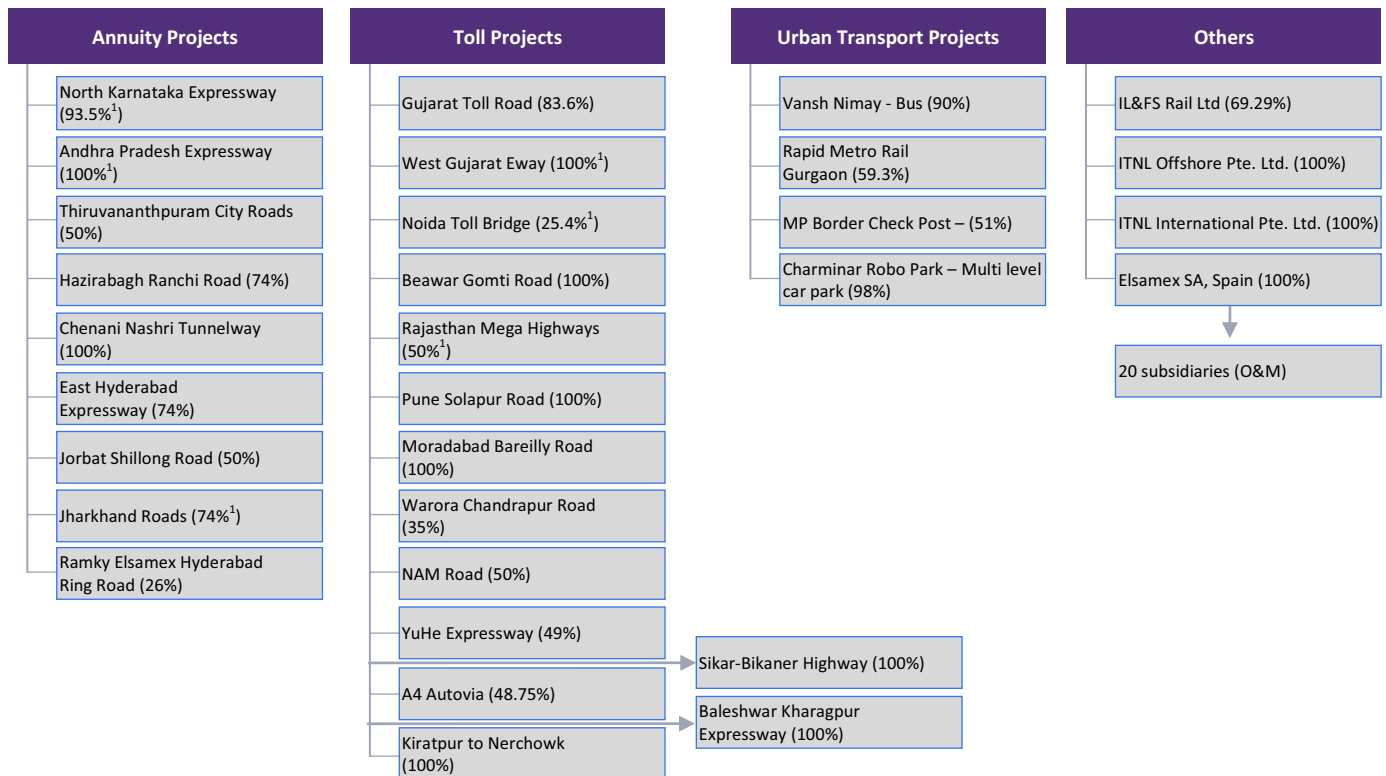 Annuity Projects
North Karnataka Expressway
(93.5%¹)
Andhra Pradesh Expressway
(100%¹)
Thiruvananthpuram City Roads
(50%)
Hazirabagh Ranchi Road (74%)
Chenani Nashri Tunnelway
(100%)
East Hyderabad
Expressway (74%)
Jorbat Shillong Road (50%)
Jharkhand Roads (74%¹)
Ramky Elsamex Hyderabad
Ring Road (26%)
Toll Projects
Gujarat Toll Road (83.6%)
West Gujarat Eway (100%¹)
Noida Toll Bridge (25.4%¹)
Beawar Gomti Road (100%)
Rajasthan Mega Highways
(50%¹)
Pune Solapur Road (100%)
Moradabad Bareilly Road
(100%)
Warora Chandrapur Road
(35%)
NAM Road (50%)
YuHe Expressway (49%)
Sikar-Bikaner Highway (100%)
A4 Autovia (48.75%)
Baleshwar Kharagpur
Expressway (100%)
Kiratpur to Nerchowk
(100%)
Urban Transport Projects
Vansh Nimay - Bus (90%)
Rapid Metro Rail
Gurgaon (59.3%)
MP Border Check Post – (51%)
Charminar Robo Park – Multi level
car park (98%)
Others
IL&FS Rail Ltd (69.29%)
ITNL Offshore Pte. Ltd. (100%)
ITNL International Pte. Ltd. (100%)
Elsamex SA, Spain (100%)
20 subsidiaries (O&M)